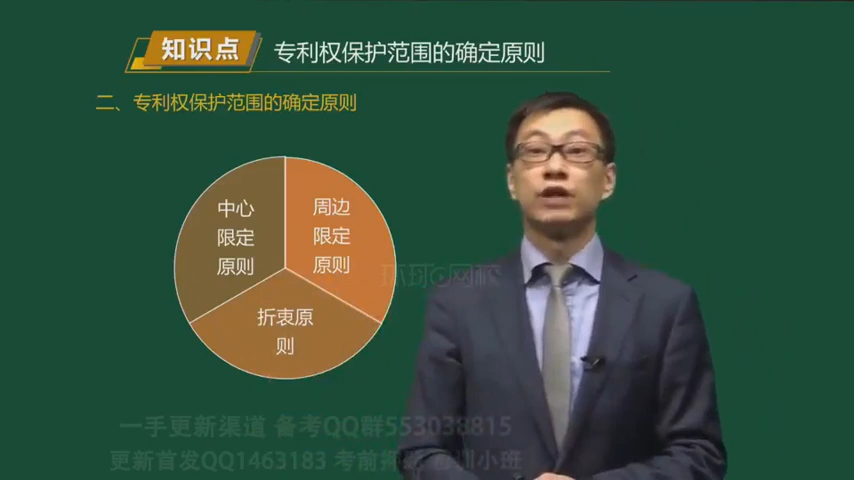 知识点
专利权保护范围的确定原则
二、专利权保护范围的确定原则
中心
限定
原则
周边
限定
原则
折衷原
则
环球网校
一手更新渠道 备考QQ群553038815
更新首发QQ1463183 考前
小班